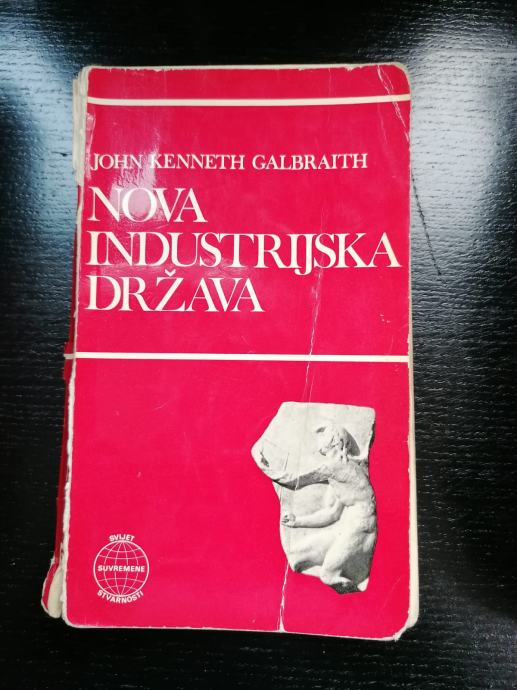 JOHN KENNETH GALBRAITH
NOVA
INDUSTRIJSKA
DRŽAVA
SVIJET
SUVREMENE
STVARNOSTI